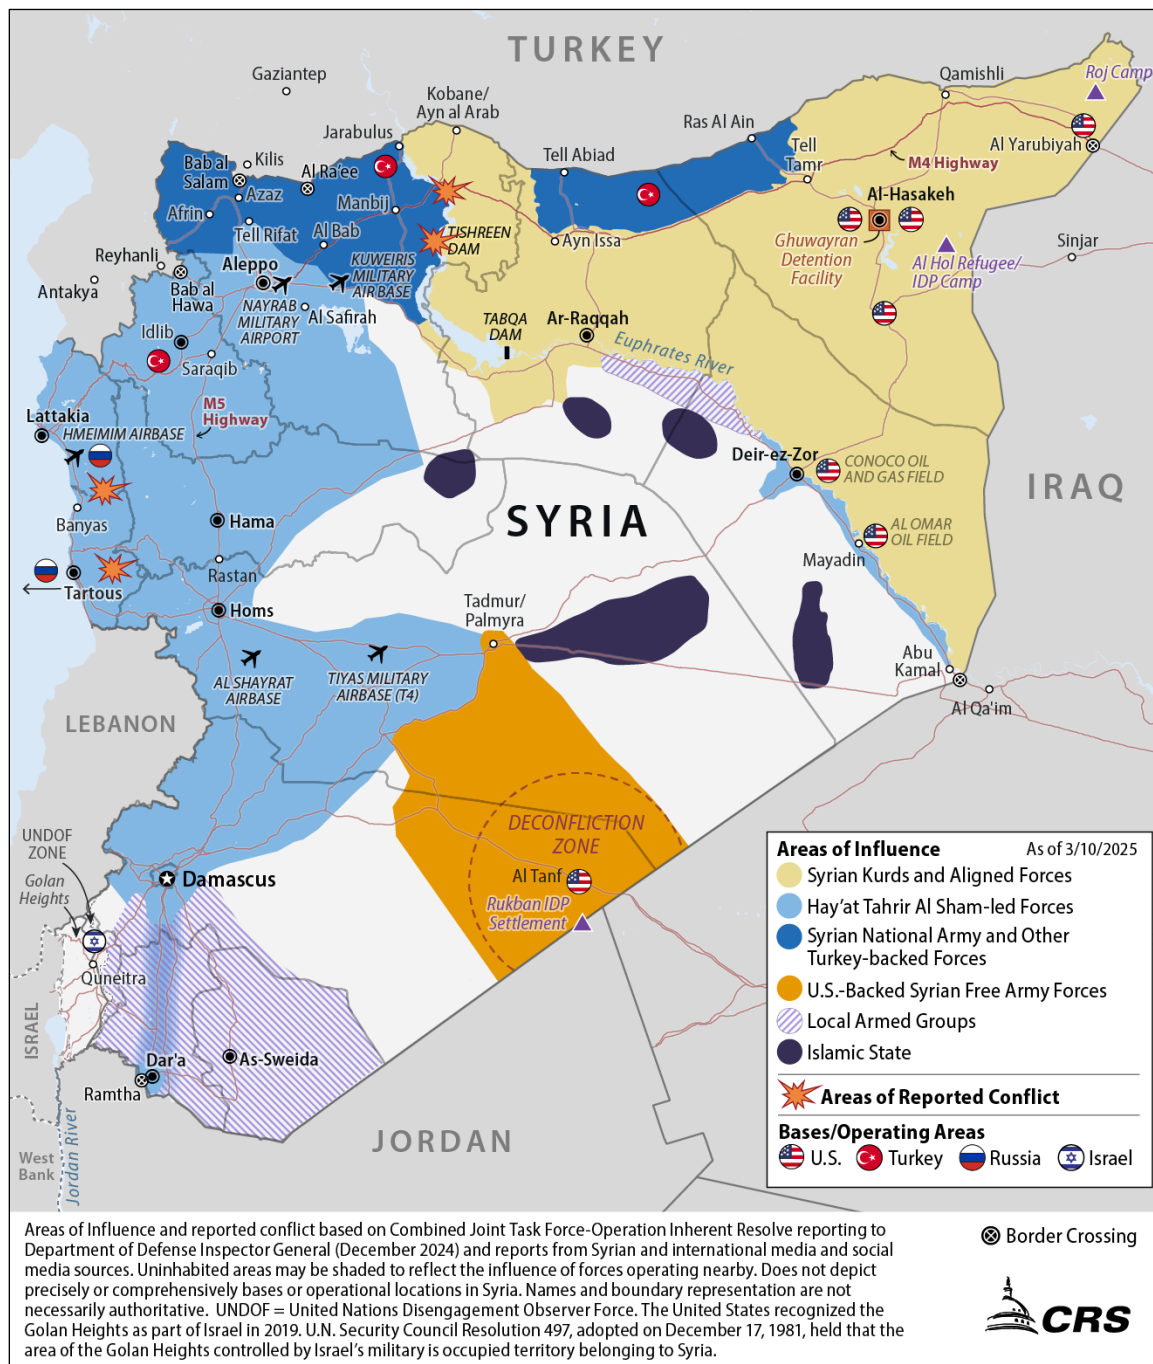 TURKEY
Gaziantep
Qamishli
Roj Camp
Kobane/
Ayn al Arab
Jarabulus
Ras Al Ain
Al Yarubiyah
Tell Abiad
Tell
Tamr
M4 Highway
Bab al
Salam
Kilis
Al Ra'ee
Azaz
Manbij
Afrin
Tell Rifat
Al Bab
TISHREEN
DAM
Ayn Issa
Al-Hasakeh
Ghuwayran
Detention
Facility
Al Hol Refugee/
IDP Camp
Sinjar
Reyhanli
Antakya
Bab al
Hawa
Aleppo
KUWEIRIS
MILITARY
AIR BASE
NAYRAB
MILITARY
AIRPORT
Al Safirah
Idlib
Saraqib
TABQA
DAM
Ar-Raqqah
Euphrates River
M5
Highway
Lattakia
HMEIMIM AIRBASE
Deir-ez-Zor
CONOCO OIL
AND GAS FIELD
IRAQ
Banyas
Hama
SYRIA
AL OMAR
OIL FIELD
Mayadin
Tartous
Rastan
Homs
Tadmur/
Palmyra
Abu
Kamal
Al Qa'im
AL SHAYRAT
AIRBASE
TIYAS MILITARY
AIRBASE (T4)
LEBANON
UNDOF
ZONE
Golan
Heights
Damascus
DECONFLICTION
ZONE
Al Tanf
Rukban IDP
Settlement
Quneitra
ISRAEL
Dar'a
As-Sweida
Ramtha
Jordan River
West
Bank
JORDAN
Areas of Influence
As of 3/10/2025
Syrian Kurds and Aligned Forces
Hay'at Tahrir Al Sham-led Forces
Syrian National Army and Other
Turkey-backed Forces
U.S.-Backed Syrian Free Army Forces
Local Armed Groups
Islamic State
Areas of Reported Conflict
Bases/Operating Areas
U.S. Turkey Russia Israel
Areas of Influence and reported conflict based on Combined Joint Task Force-Operation Inherent Resolve reporting to
Department of Defense Inspector General (December 2024) and reports from Syrian and international media and social
media sources. Uninhabited areas may be shaded to reflect the influence of forces operating nearby. Does not depict
precisely or comprehensively bases or operational locations in Syria. Names and boundary representation are not
necessarily authoritative. UNDOF = United Nations Disengagement Observer Force. The United States recognized the
Golan Heights as part of Israel in 2019. U.N. Security Council Resolution 497, adopted on December 17, 1981, held that the
area of the Golan Heights controlled by Israel's military is occupied territory belonging to Syria.
Border Crossing
CRS